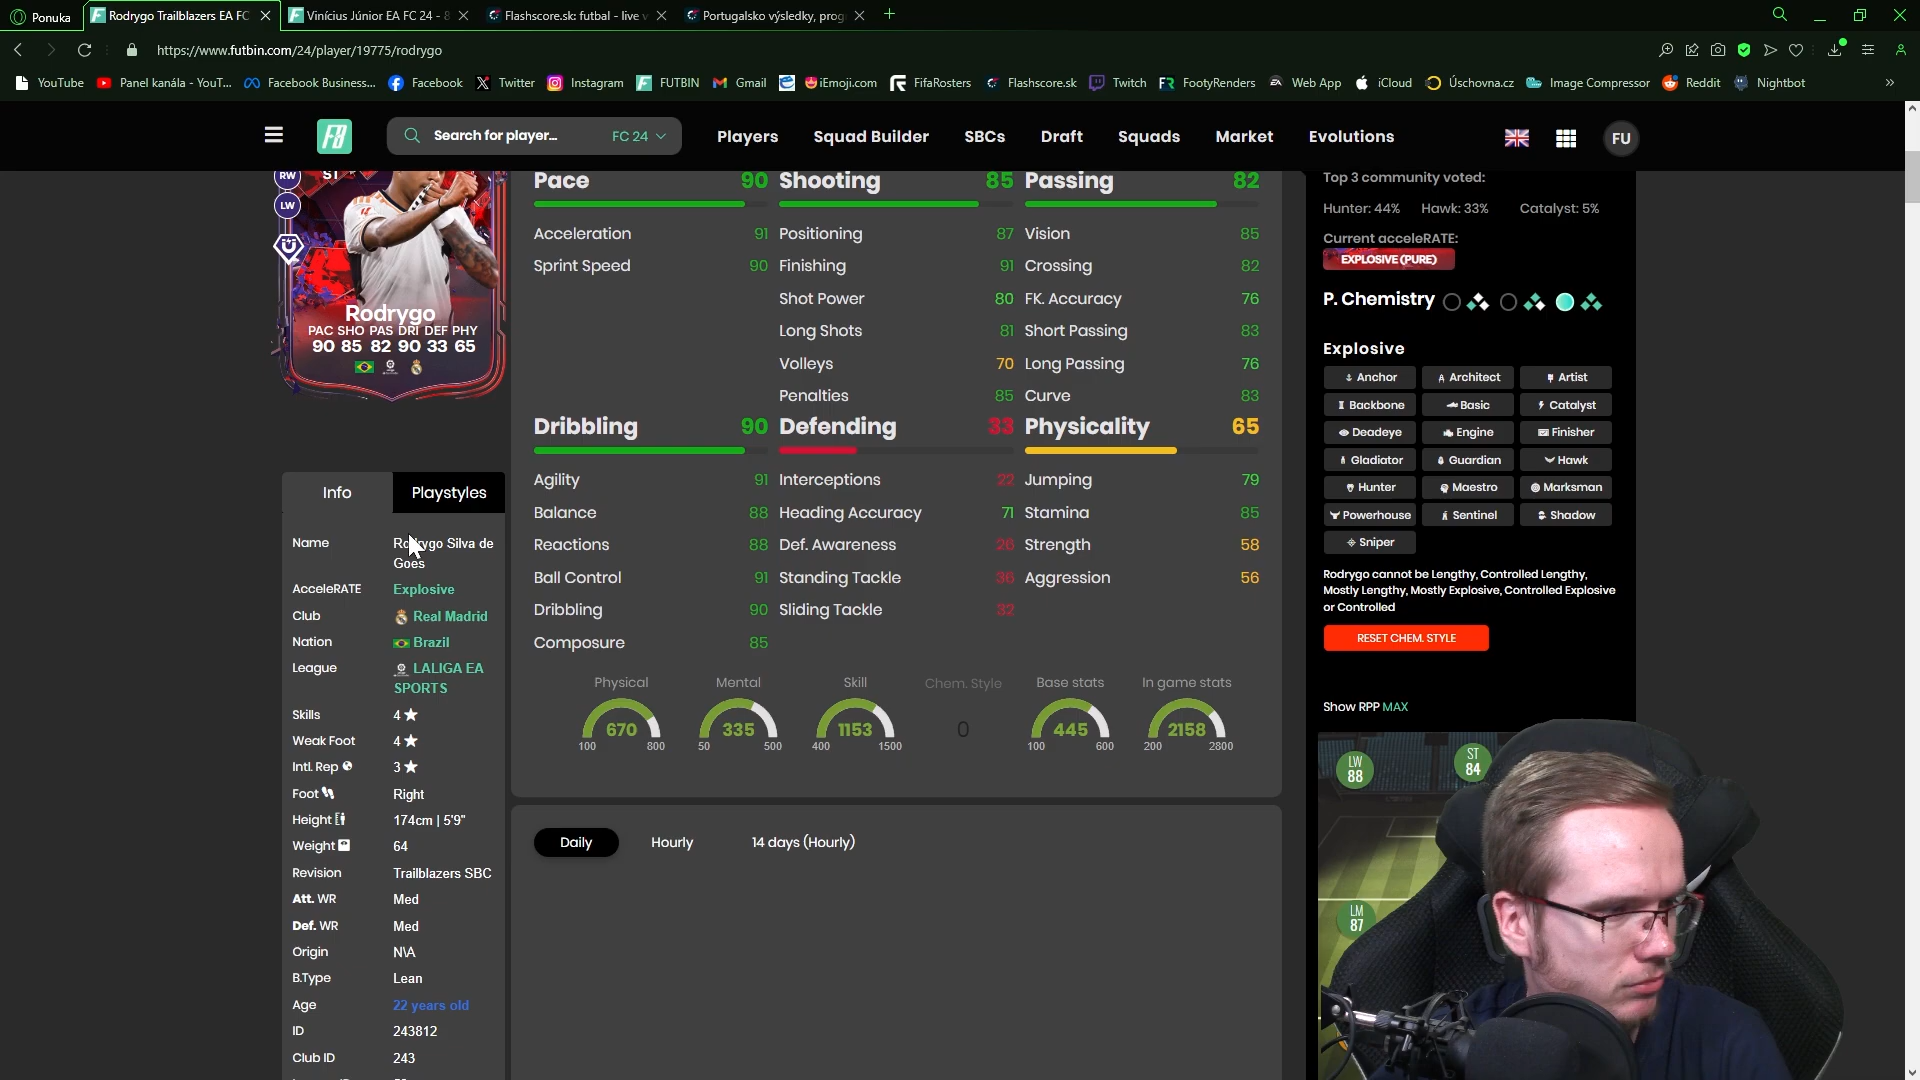 Ponuka
Rodrygo Trailblazers EA FC
Vinícius Júnior EA FC 24 - 8
Flashscore.sk: futbal - live v
Portugalsko výsledky, prog
https://www.futbin.com/24/player/19775/rodrygo
YouTube
Panel kanála - YouT...
Facebook Business...
Facebook
Twitter
Instagram
FUTBIN
Gmail
iEmoji.com
FifaRosters
Flashscore.sk
Twitch
FootyRenders
Web App
iCloud
Úschovna.cz
Image Compressor
Reddit
Nightbot
FB
Search for player...
FC 24
Players
Squad Builder
SBCs
Draft
Squads
Market
Evolutions
FU
RW
ST
LW
Rodrygo
PAC SHO PAS DRI DEF PHY
90 85 82 90 33 65
Info
Playstyles
Name Rodrygo Silva de
Goes
AcceleRATE Explosive
Club Real Madrid
Nation Brazil
League LALIGA EA
SPORTS
Skills 4
Weak Foot 4
Intl. Rep 3
Foot Right
Height 174cm | 5'9"
Weight 64
Revision Trailblazers SBC
Att. WR Med
Def. WR Med
Origin N\A
B.Type Lean
Age 22 years old
ID 243812
Club ID 243
Pace 90
Acceleration 91
Sprint Speed 90
Shooting 85
Positioning 87
Finishing 91
Shot Power 80
Long Shots 81
Volleys 70
Penalties 85
Passing 82
Vision 85
Crossing 82
FK. Accuracy 76
Short Passing 83
Long Passing 76
Curve 83
Dribbling 90
Agility 91
Balance 88
Reactions 88
Ball Control 91
Dribbling 90
Composure 85
Defending 33
Interceptions 22
Heading Accuracy 71
Def. Awareness 26
Standing Tackle 36
Sliding Tackle 32
Physicality 65
Jumping 79
Stamina 85
Strength 58
Aggression 56
Physical
670
100 800
Mental
335
50 500
Skill
1153
400 1500
Chem. Style
0
Base stats
445
100 600
In game stats
2158
200 2800
Daily
Hourly
14 days (Hourly)
Top 3 community voted:
Hunter: 44% Hawk: 33% Catalyst: 5%
Current acceleRATE:
EXPLOSIVE (PURE)
P. Chemistry
Explosive
Anchor Architect Artist
Backbone Basic Catalyst
Deadeye Engine Finisher
Gladiator Guardian Hawk
Hunter Maestro Marksman
Powerhouse Sentinel Shadow
Sniper
Rodrygo cannot be Lengthy, Controlled Lengthy,
Mostly Lengthy, Mostly Explosive, Controlled Explosive
or Controlled
RESET CHEM. STYLE
Show RPP MAX
LW
88
ST
84
LM
87